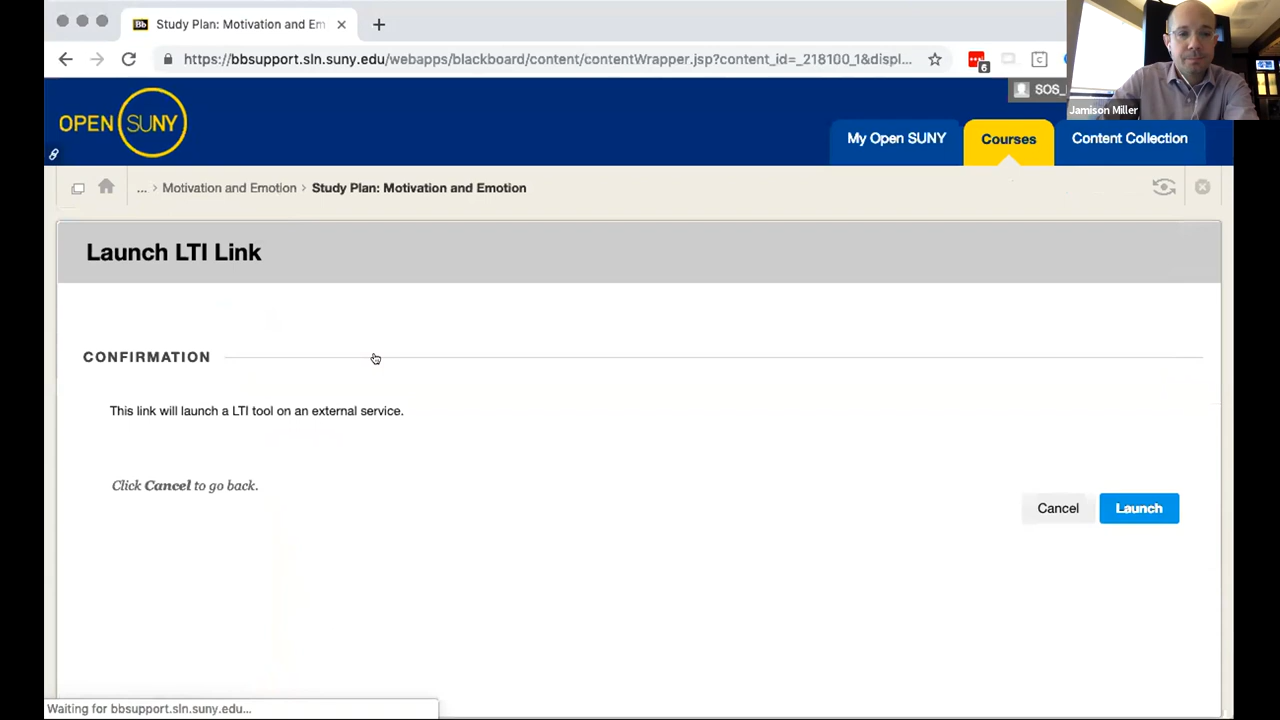 Bb Study Plan: Motivation and Em
https://bbsupport.sln.suny.edu/webapps/blackboard/content/contentWrapper.jsp?content_id=_218100_1&displ...
6
C
Jamison Miller
SOS_
OPEN SUNY
My Open SUNY
Courses
Content Collection
... › Motivation and Emotion › Study Plan: Motivation and Emotion
Launch LTI Link
CONFIRMATION
This link will launch a LTI tool on an external service.
Click Cancel to go back.
Cancel
Launch
Waiting for bbsupport.sln.suny.edu...